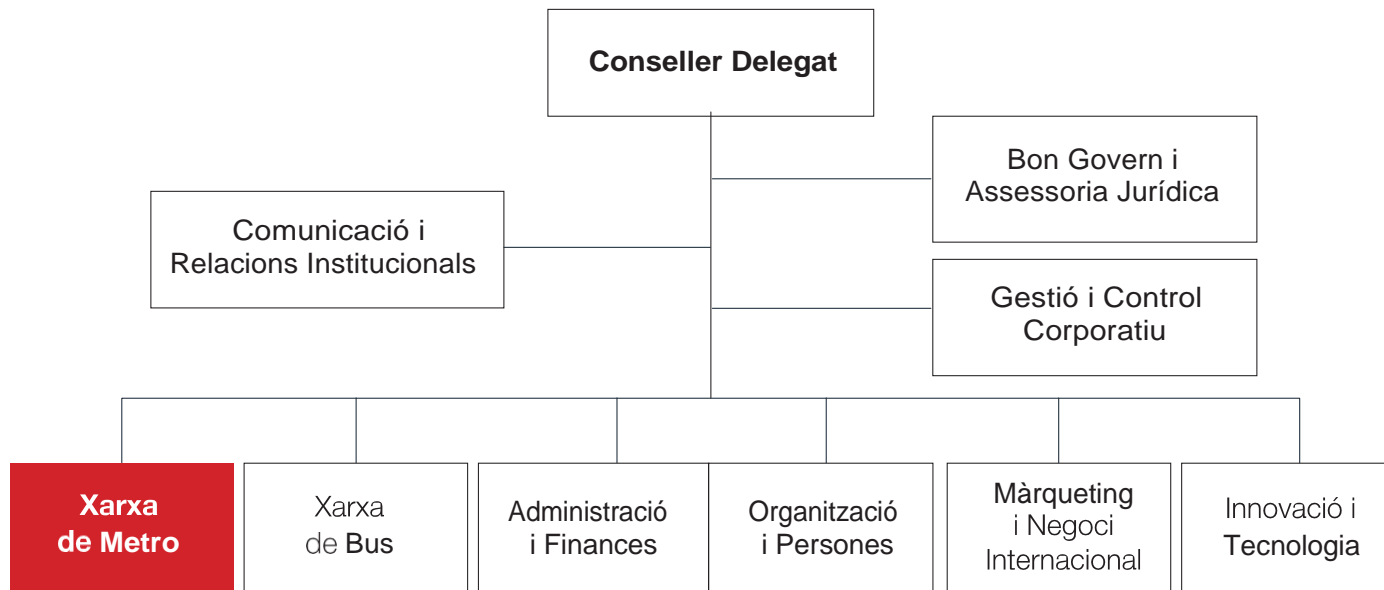 Conseller Delegat
Bon Govern i
Assessoria Jurídica
Comunicació i
Relacions Institucionals
Gestió i Control
Corporatiu
Xarxa
de Metro
Xarxa
de Bus
Administració
i Finances
Organització
i Persones
Màrqueting
i Negoci
Internacional
Innovació i
Tecnologia